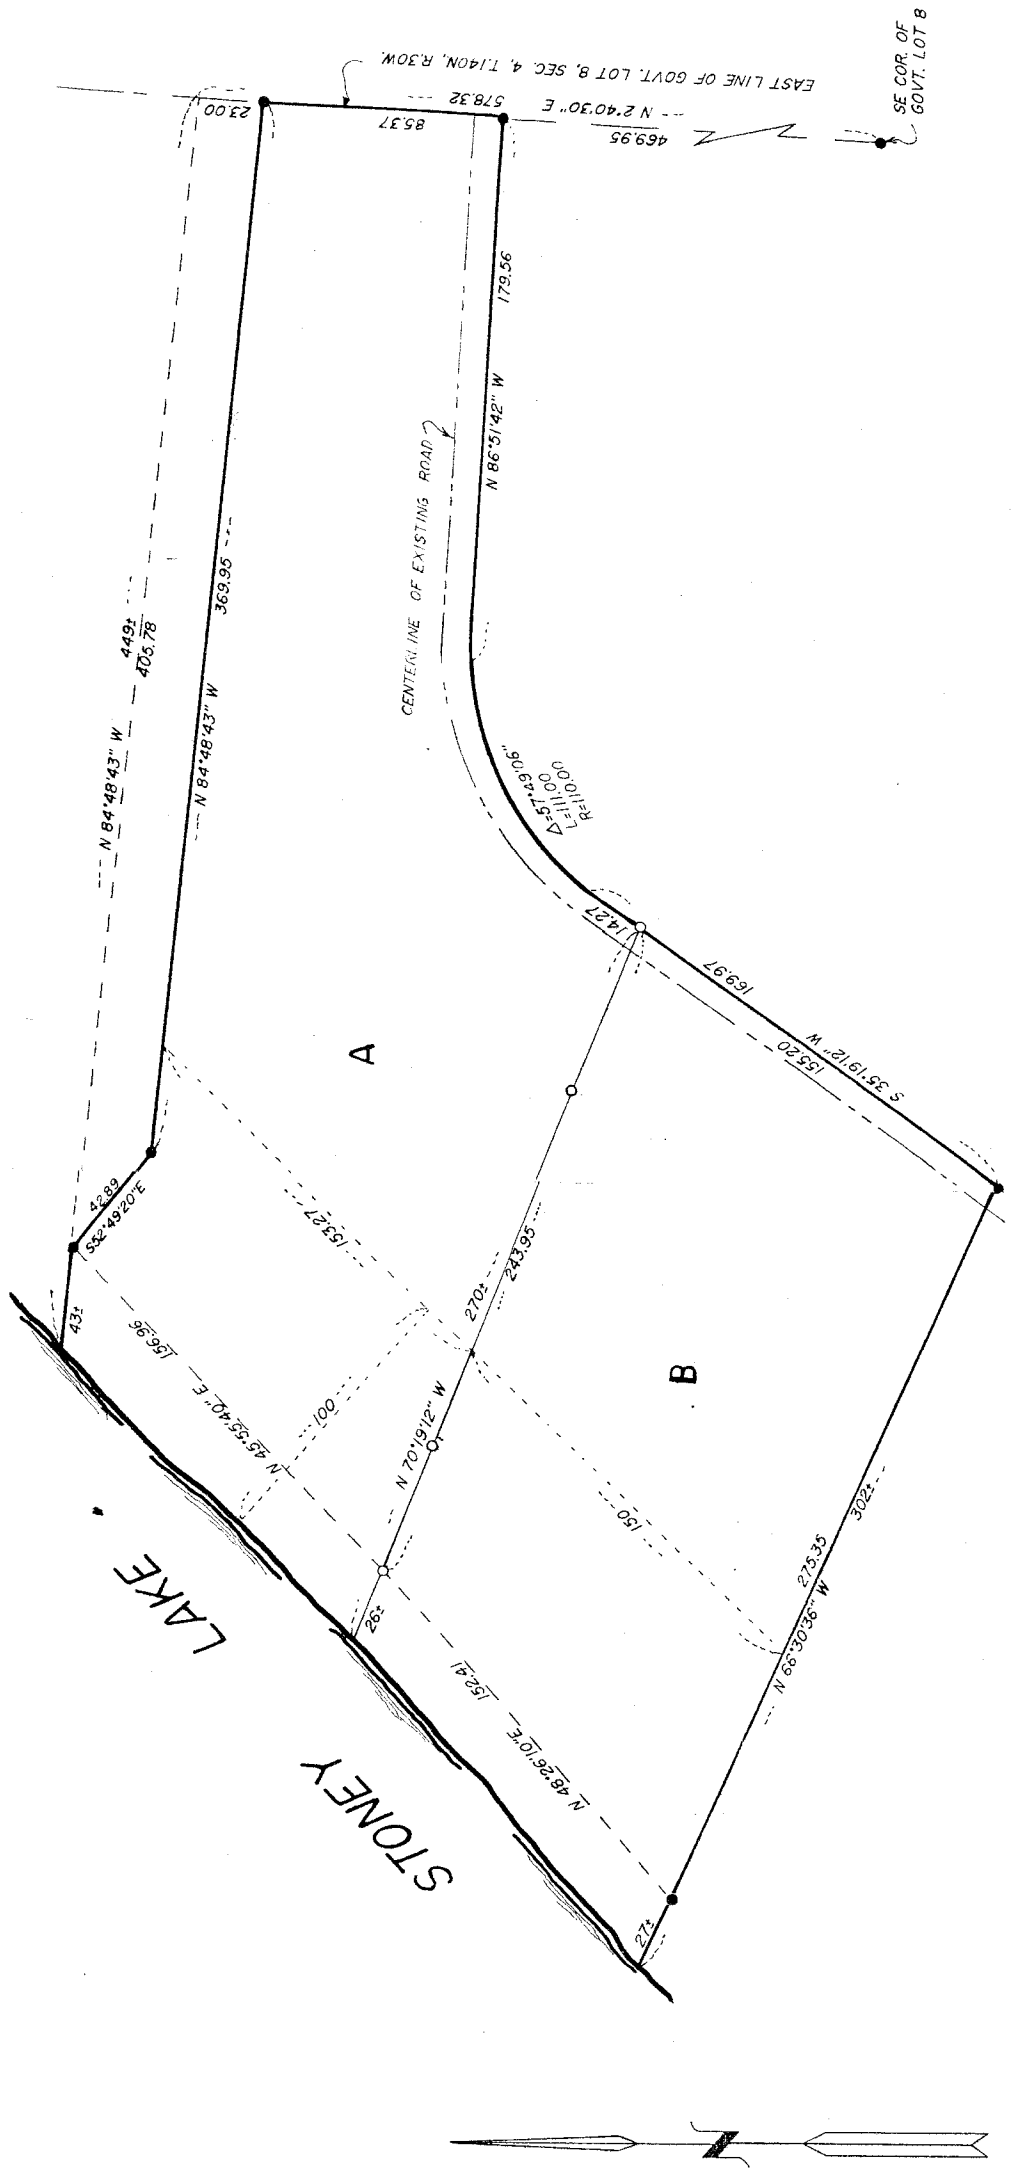 SE COR. OF
GOVT. LOT 8
EAST LINE OF GOVT. LOT 8, SEC. 4, T.140N, R.30W.
N 2°40'30" E
578.32
469.95
23.00
85.37
449±
405.78
N 84°48'43" W
369.95
N 84°48'43" W
179.56
N 86°51'42" W
CENTERLINE OF EXISTING ROAD
Δ=57°49'06"
L=111.00
R=110.00
14.27
169.97
155.20
S 35°19'12" W
A
42.89
S52°49'20"E
43±
153.27
156.96
N 45°55'40" E
100
270±
243.95
N 70°19'12" W
26±
B
150
302±
275.35
N 66°30'36" W
152.41
N 48°26'10"E
27±
STONEY
LAKE